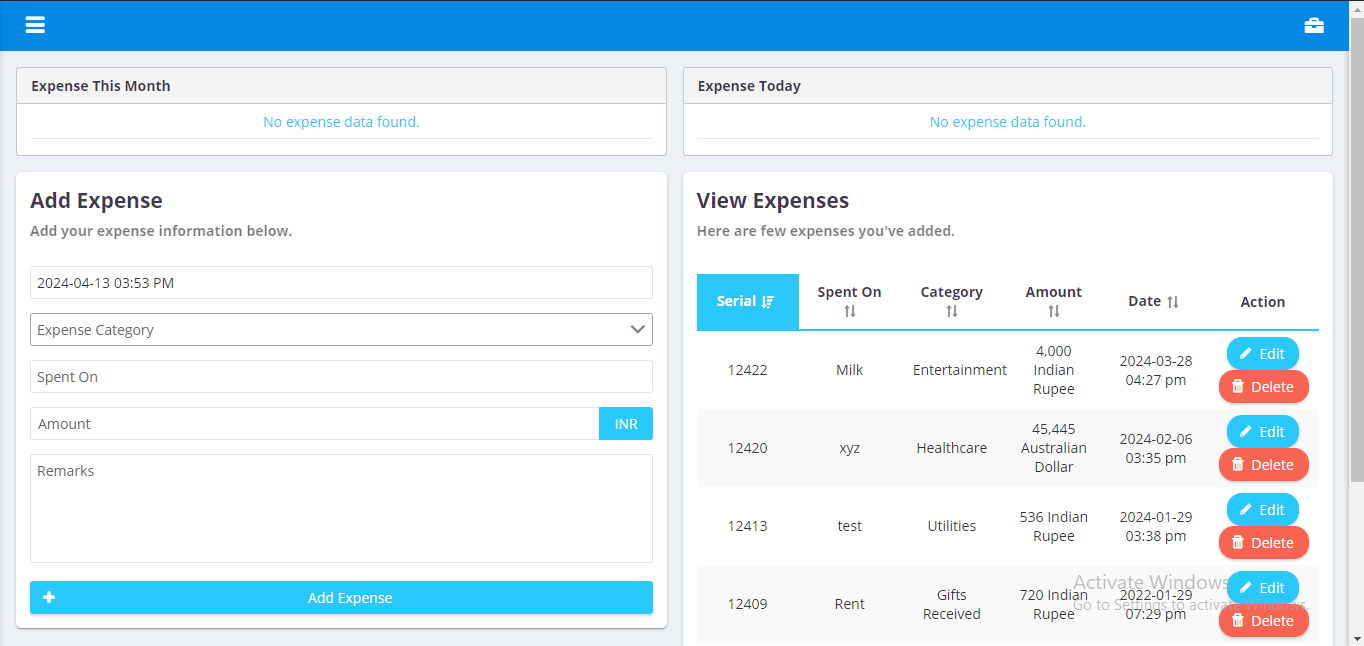 Expense This Month
No expense data found.
Expense Today
No expense data found.
Add Expense
Add your expense information below.
2024-04-13 03:53 PM
Expense Category
Spent On
Amount
INR
Remarks
Add Expense
View Expenses
Here are few expenses you've added.
Serial
Spent On
Category
Amount
Date
Action
12422
Milk
Entertainment
4,000
Indian
Rupee
2024-03-28
04:27 pm
Edit
Delete
12420
xyz
Healthcare
45,445
Australian
Dollar
2024-02-06
03:35 pm
Edit
Delete
12413
test
Utilities
536 Indian
Rupee
2024-01-29
03:38 pm
Edit
Delete
12409
Rent
Gifts
Received
720 Indian
Rupee
2022-01-29
07:29 pm
Edit
Delete
Activate Windows
Go to Settings to activate Windows.